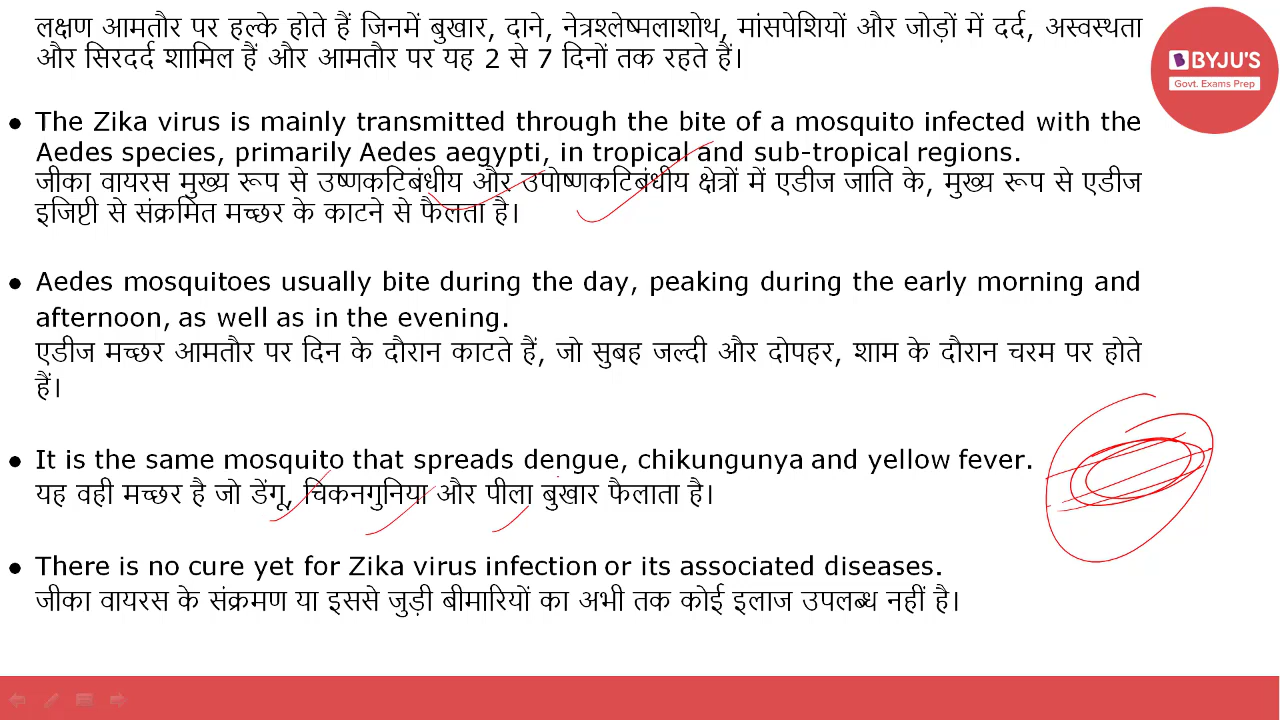 लक्षण आमतौर पर हल्के होते हैं जिनमें बुखार, दाने, नेत्रश्लेष्मलाशोथ, मांसपेशियों और जोड़ों में दर्द, अस्वस्थता
और सिरदर्द शामिल हैं और आमतौर पर यह 2 से 7 दिनों तक रहते हैं।
BYJU'S
Govt. Exams Prep
● The Zika virus is mainly transmitted through the bite of a mosquito infected with the
Aedes species, primarily Aedes aegypti, in tropical and sub-tropical regions.
जीका वायरस मुख्य रूप से उष्णकटिबंधीय और उपोष्णकटिबंधीय क्षेत्रों में एडीज जाति के, मुख्य रूप से एडीज
इजिप्टी से संक्रमित मच्छर के काटने से फैलता है।
● Aedes mosquitoes usually bite during the day, peaking during the early morning and
afternoon, as well as in the evening.
एडीज मच्छर आमतौर पर दिन के दौरान काटते हैं, जो सुबह जल्दी और दोपहर, शाम के दौरान चरम पर होते
हैं।
● It is the same mosquito that spreads dengue, chikungunya and yellow fever.
यह वही मच्छर है जो डेंगू, चिकनगुनिया और पीला बुखार फैलाता है।
● There is no cure yet for Zika virus infection or its associated diseases.
जीका वायरस के संक्रमण या इससे जुड़ी बीमारियों का अभी तक कोई इलाज उपलब्ध नहीं है।